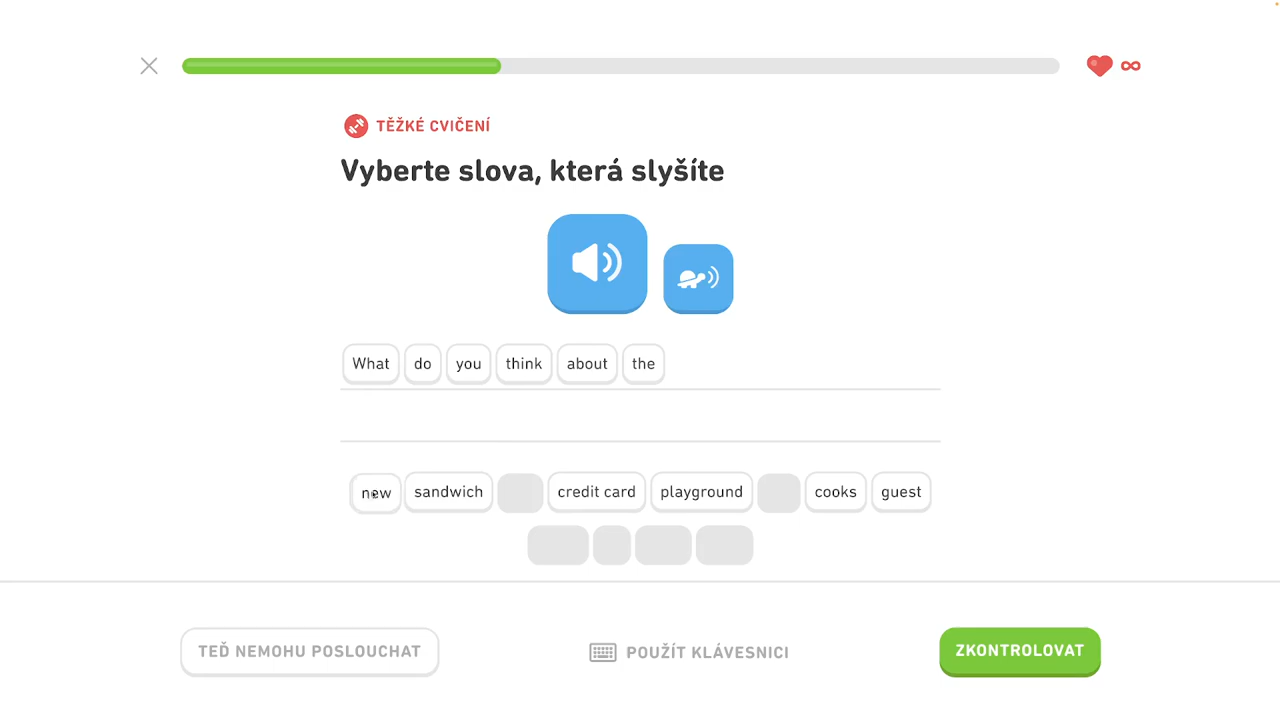 ∞
TĚŽKÉ CVIČENÍ
Vyberte slova, která slyšíte
What do you think about the
new sandwich credit card playground cooks guest
TEĎ NEMOHU POSLOUCHAT POUŽÍT KLÁVESNICI ZKONTROLOVAT